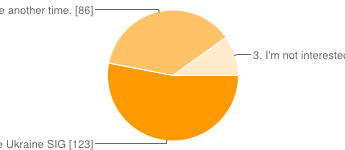 e another time. [86]
3. I'm not interested
e Ukraine SIG [123]